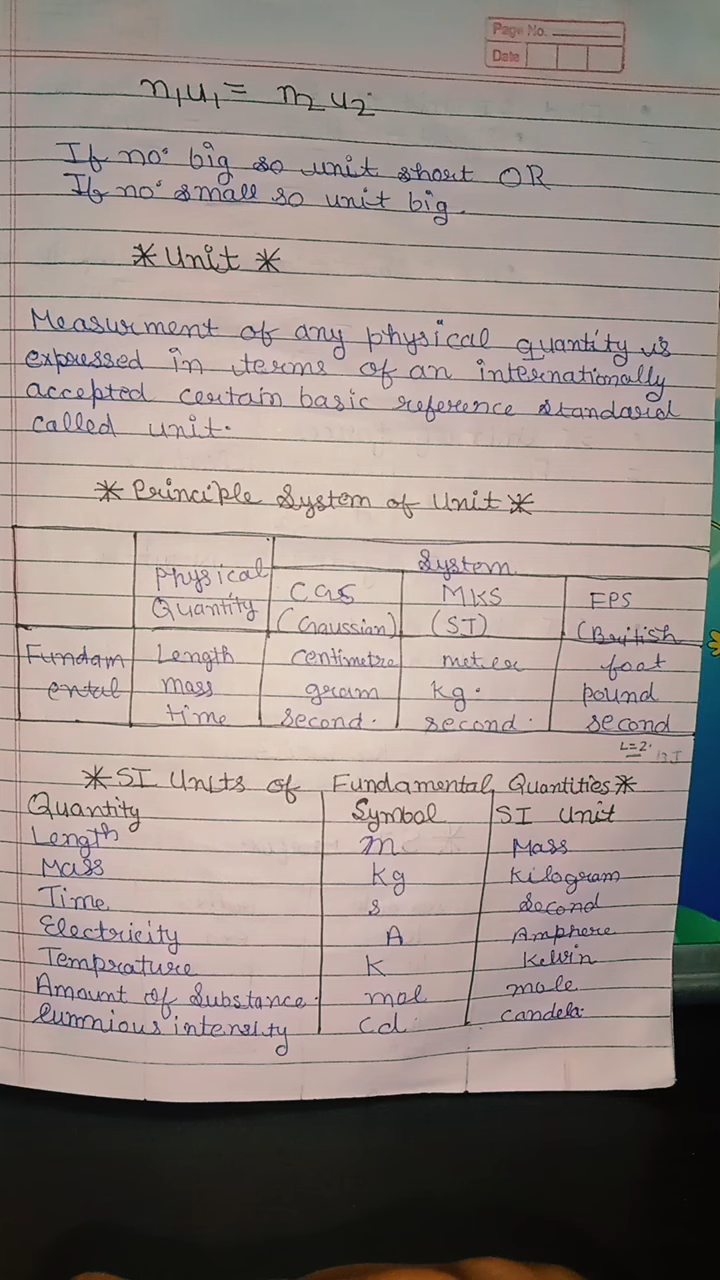 Page No.
Date
n₁u₁ = n₂u₂
If no. big so unit short OR
If no. small so unit big.
* Unit *
Measurment of any physical quantity is
expressed in terms of an internationally
accepted certain basic reference standard
called unit.
* Principle System of Unit *
System
Physical Quantity CGS (Gaussian) MKS (SI) FPS (British
Fundamental Length centimetre meter foot
mass gram kg. pound
time second. second. second
L=2.
* SI Units of Fundamental Quantities *
Quantity Symbol SI Unit
Length m Mass
Mass kg Kilogram
Time s Second
Electricity A Amphere
Temprature K Kelvin
Amount of Substance. mol mole
lumnious intensity cd. candela.